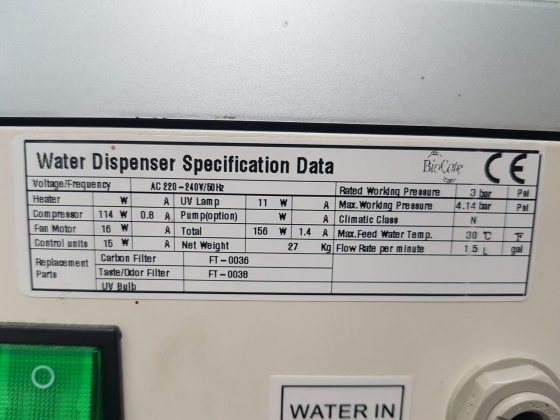 Water Dispenser Specification Data BioCote CE
Voltage/Frequency AC 220-240V/50Hz Rated Working Pressure 3 bar Psi
Heater W A UV Lamp 11 W A Max.Working Pressure 4.14 bar Psi
Compressor 114 W 0.8 A Pump(option) W A Climatic Class N
Fan Motor 16 W A Total 156 W 1.4 A Max.Feed Water Temp. 30 ℃ ℉
Control units 15 W A Net Weight 27 Kg Flow Rate per minute 1.5 L gal
Replacement Parts Carbon Filter FT-0036
Taste/Odor Filter FT-0038
UV Bulb
WATER IN